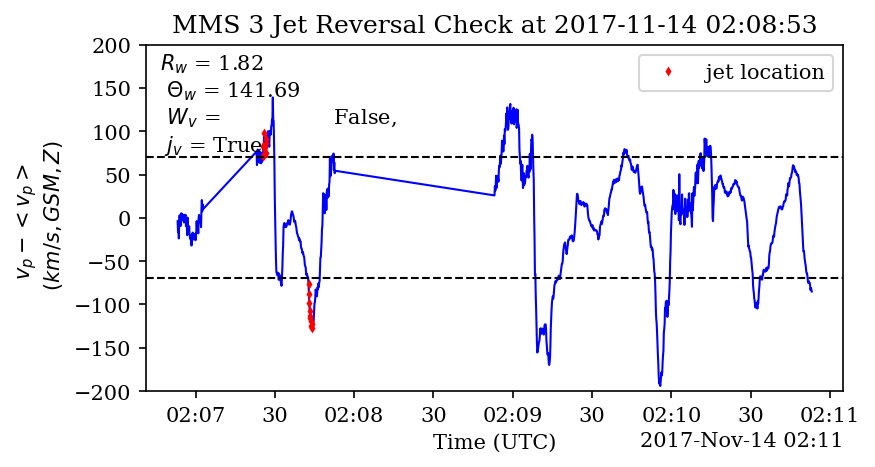 MMS 3 Jet Reversal Check at 2017-11-14 02:08:53
200
150
100
50
0
−50
−100
−150
−200
v_p − <v_p>
(km/s, GSM, Z)
R_w = 1.82
Θ_w = 141.69
W_v = False,
j_v = True
jet location
02:07 30 02:08 30 02:09 30 02:10 30 02:11
Time (UTC)
2017-Nov-14 02:11